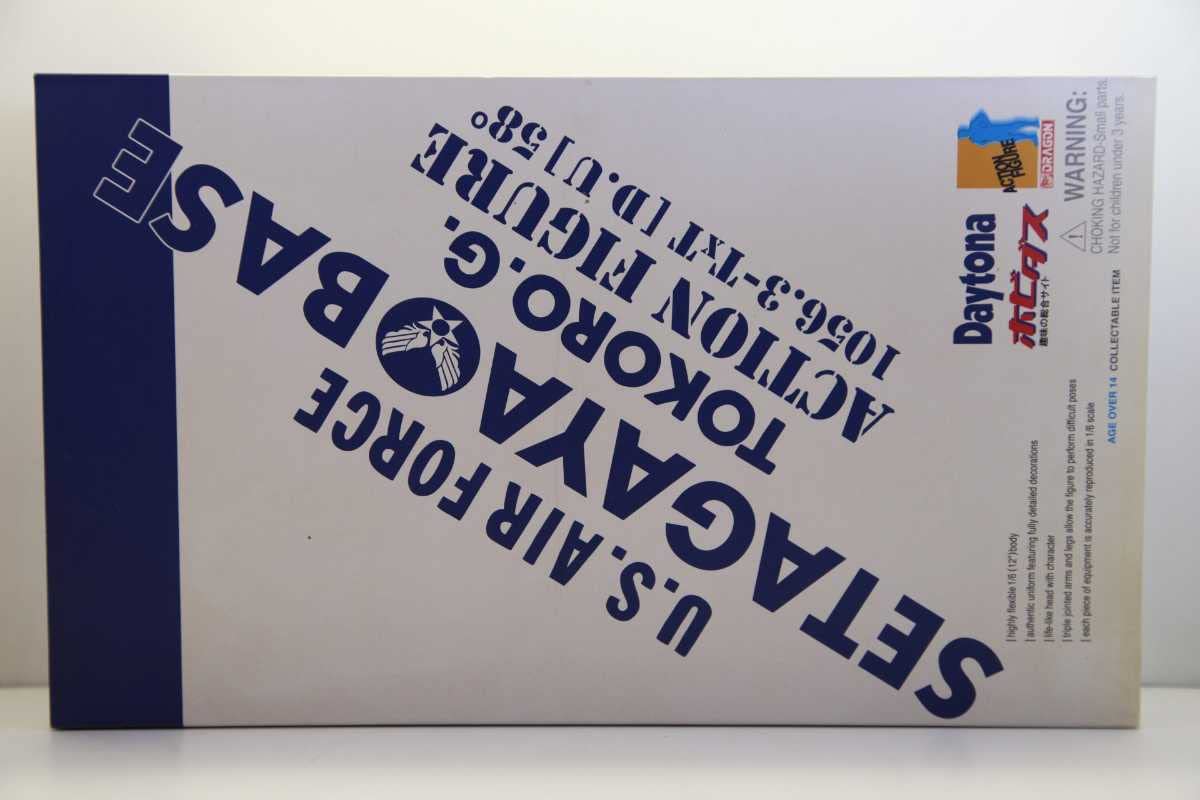 U.S. AIR FORCE
SETAGAYA BASE
TOKORO.G.
ACTION FIGURE
1056.3-TxT [D.U] 58°
ACTION
FIGURE
DRAGON
Daytona
ホビダス
趣味の総合サイト
WARNING:
CHOKING HAZARD-Small parts.
Not for children under 3 years.
[ highly flexible 1/6 (12") body
[ authentic uniform featuring fully detailed decorations
[ life-like head with character
[ triple jointed arms and legs allow the figure to perform difficult poses
[ each piece of equipment is accurately reproduced in 1/6 scale
AGE OVER 14 COLLECTABLE ITEM